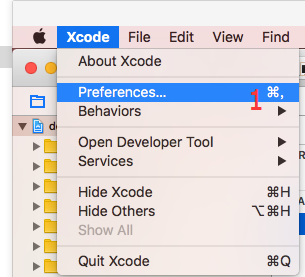 Xcode File Edit View Find
About Xcode
Preferences... ⌘,
1
Behaviors
Open Developer Tool
Services
Hide Xcode ⌘H
Hide Others ⌥⌘H
Show All
Quit Xcode ⌘Q